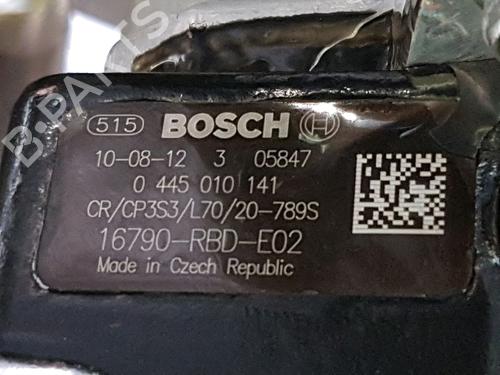 515 BOSCH
10-08-12 3 05847
0 445 010 141
CR/CP3S3/L70/20-789S
16790-RBD-E02
Made in Czech Republic
B-PARTS